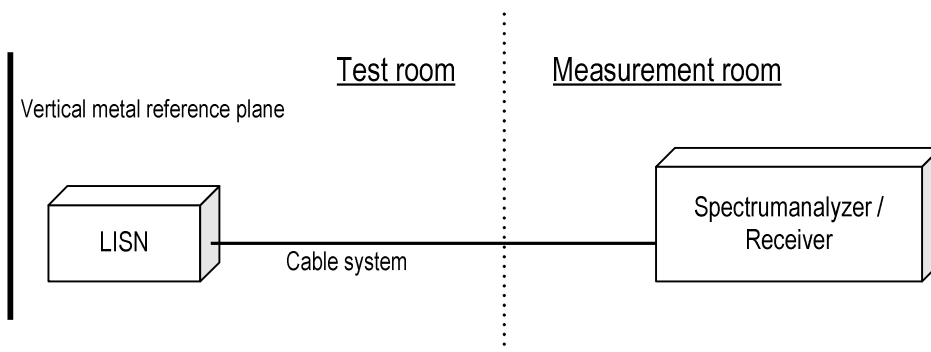 Test room
Measurement room
Vertical metal reference plane
LISN
Cable system
Spectrumanalyzer /
Receiver